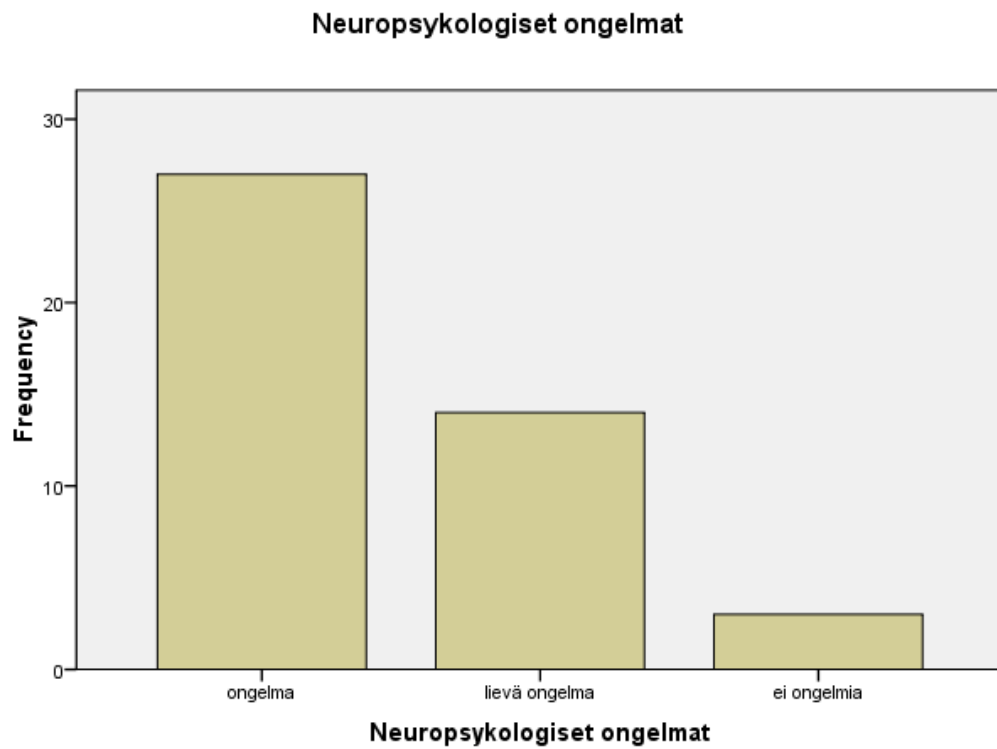 Neuropsykologiset ongelmat
30
20
10
0
Frequency
ongelma
lievä ongelma
ei ongelmia
Neuropsykologiset ongelmat